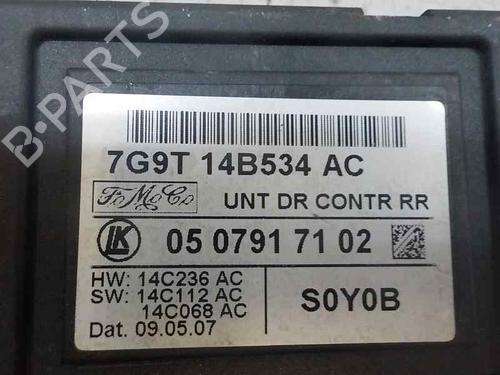 B-PARTS
7G9T 14B534 AC
FoMoCo UNT DR CONTR RR
LK 05 0791 71 02
HW: 14C236 AC
SW: 14C112 AC
14C068 AC
Dat. 09.05.07
S0Y0B